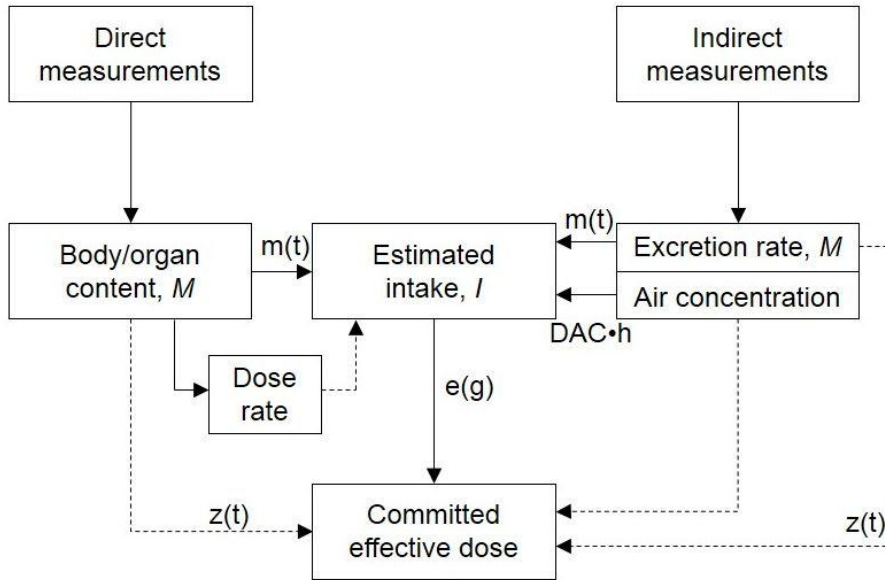 Direct
measurements
Indirect
measurements
Body/organ
content, M
m(t)
Estimated
intake, I
m(t)
Excretion rate, M
Air concentration
DAC•h
Dose
rate
e(g)
z(t)
Committed
effective dose
z(t)